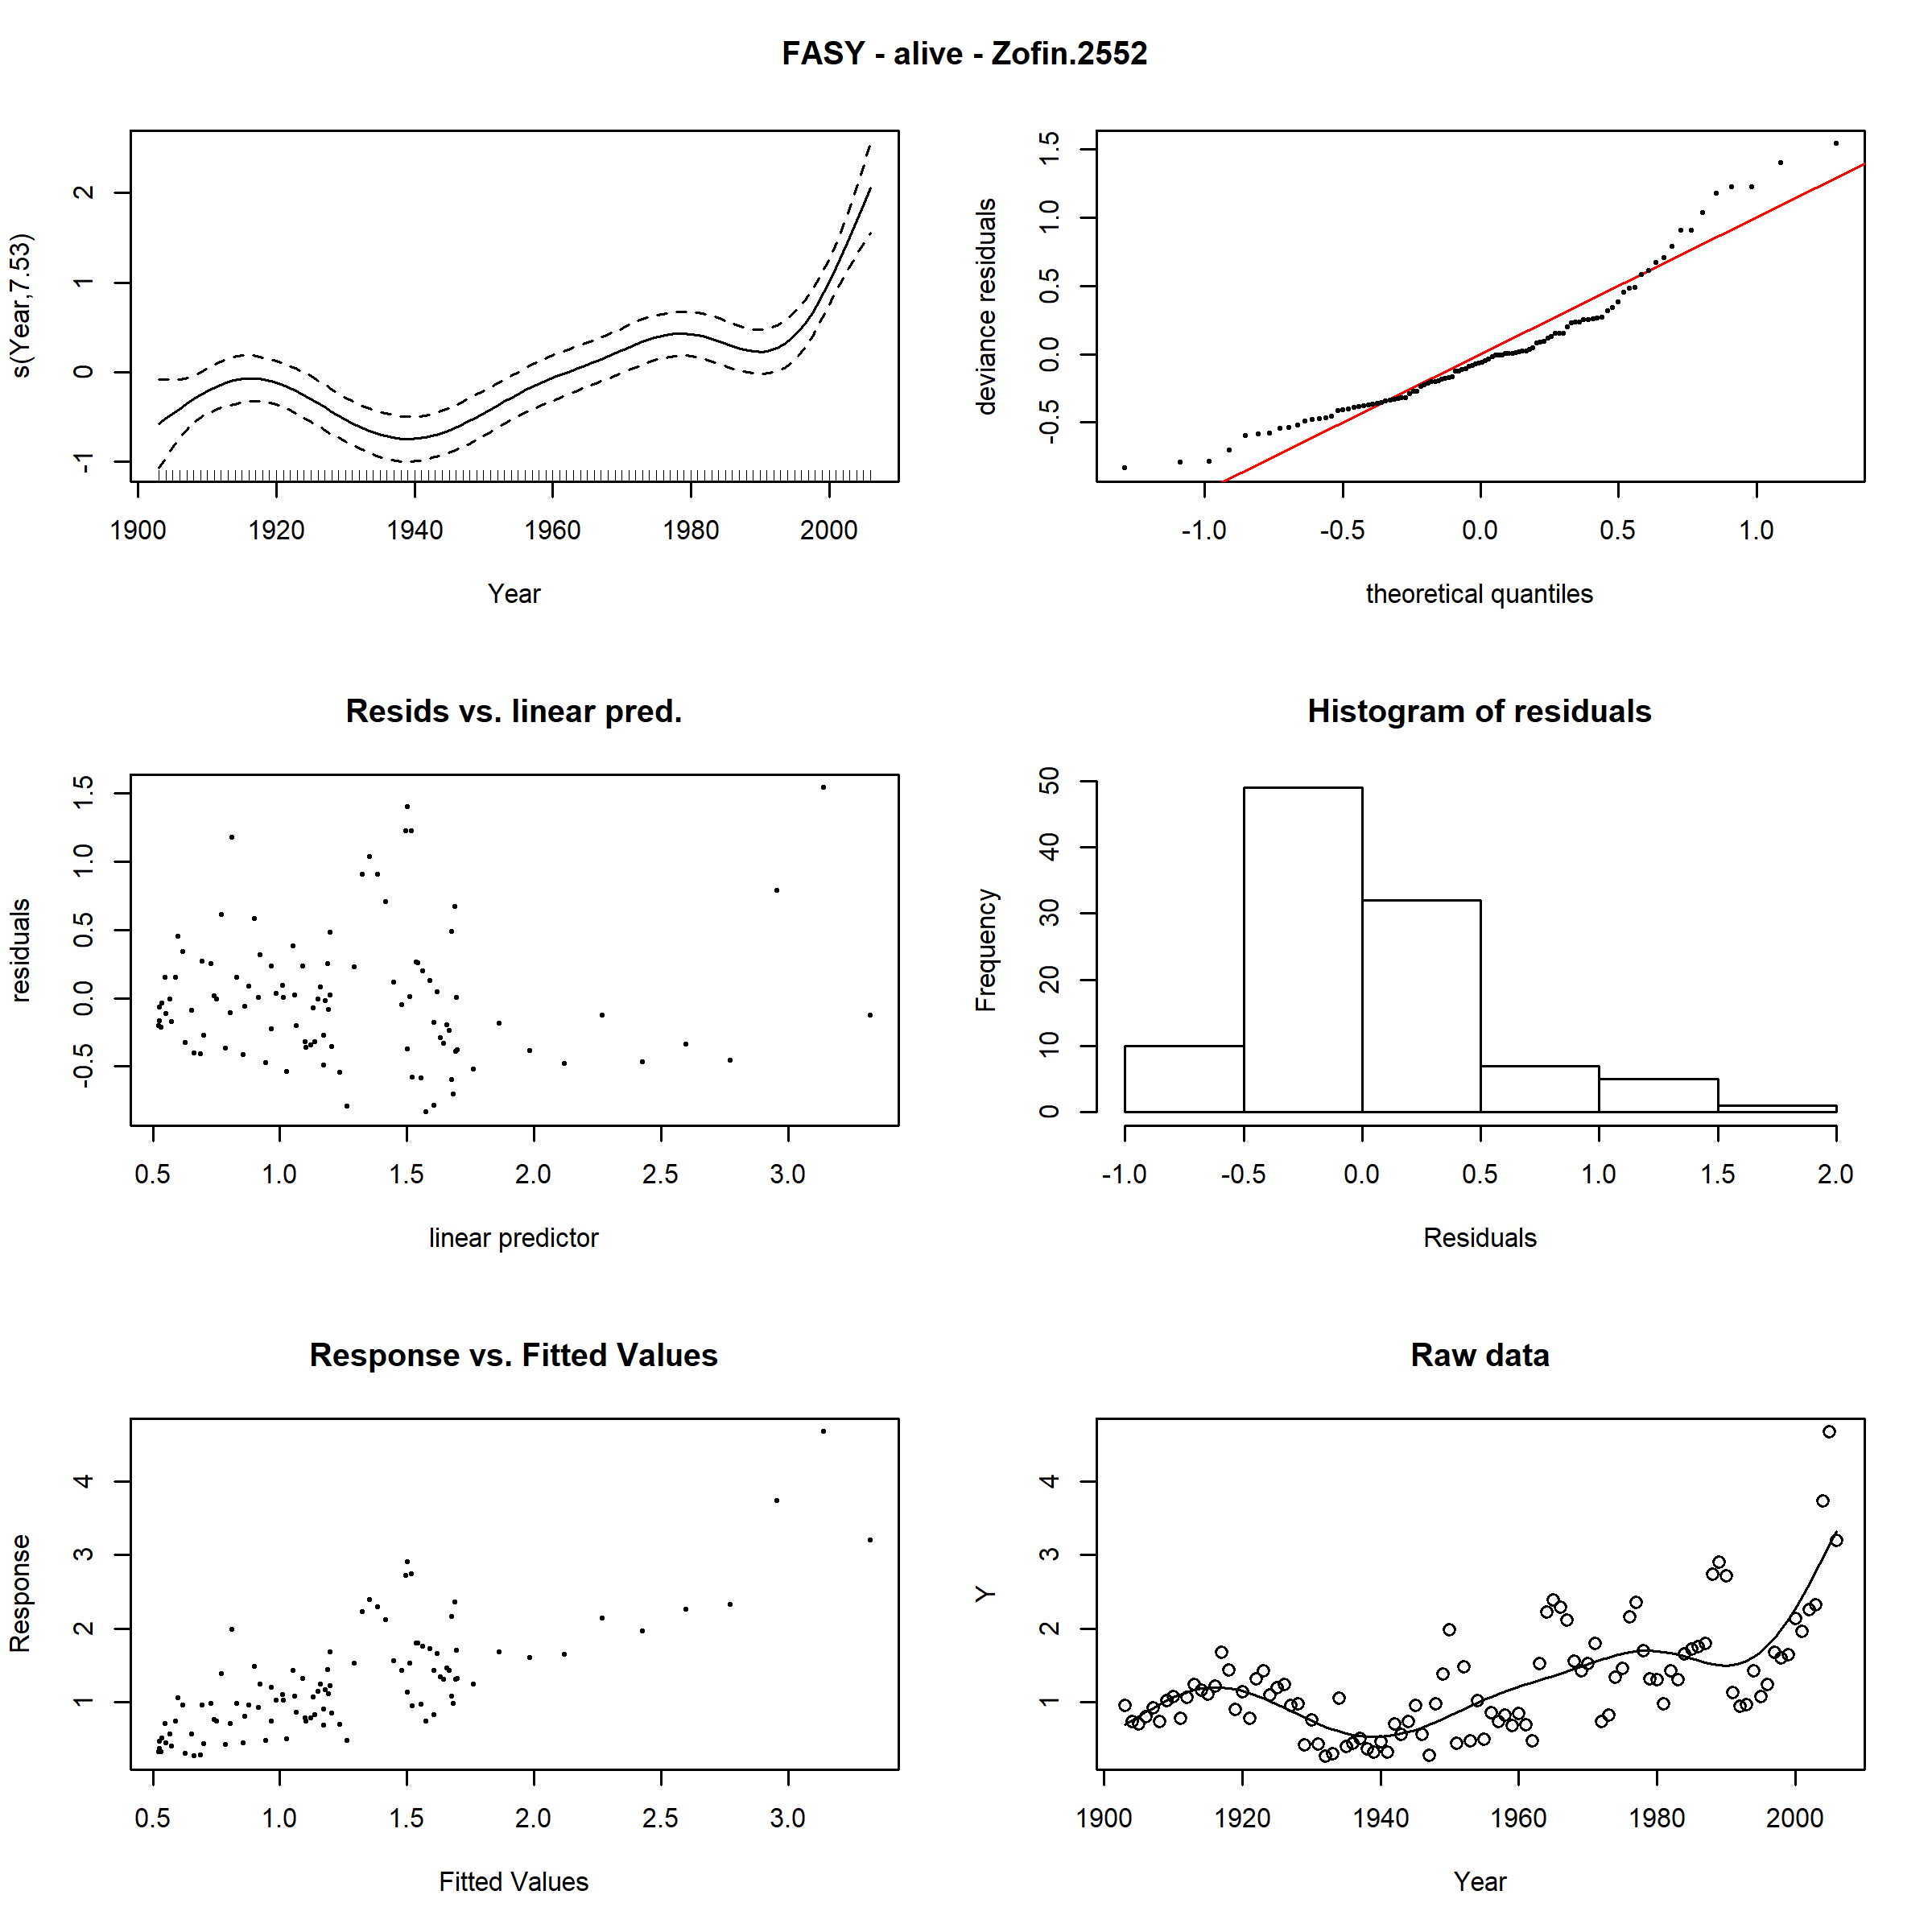 FASY - alive - Zofin.2552
s(Year,7.53)
-1 0 1 2
1900 1920 1940 1960 1980 2000
Year
deviance residuals
-0.5 0.0 0.5 1.0 1.5
-1.0 -0.5 0.0 0.5 1.0
theoretical quantiles
Resids vs. linear pred.
residuals
-0.5 0.0 0.5 1.0 1.5
0.5 1.0 1.5 2.0 2.5 3.0
linear predictor
Histogram of residuals
Frequency
0 10 20 30 40 50
-1.0 -0.5 0.0 0.5 1.0 1.5 2.0
Residuals
Response vs. Fitted Values
Response
1 2 3 4
0.5 1.0 1.5 2.0 2.5 3.0
Fitted Values
Raw data
Y
1 2 3 4
1900 1920 1940 1960 1980 2000
Year